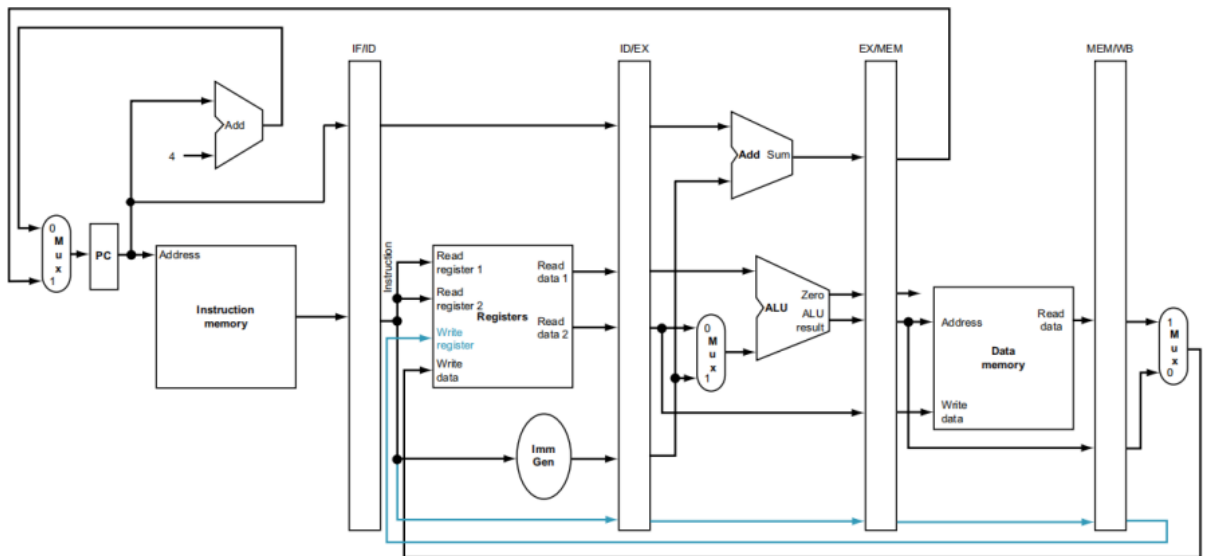 IF/ID
ID/EX
EX/MEM
MEM/WB
Add
4
Add Sum
0
M
u
x
1
PC
Address
Instruction
memory
Instruction
Read
register 1
Read
register 2
Write
register
Write
data
Registers
Read
data 1
Read
data 2
Imm
Gen
0
M
u
x
1
ALU
Zero
ALU
result
Address
Write
data
Data
memory
Read
data
1
M
u
x
0